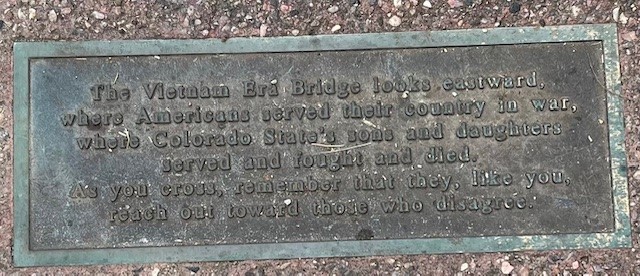 The Vietnam Era Bridge looks eastward,
where Americans served their country in war,
where Colorado State's sons and daughters
served and fought and died.
As you cross, remember that they, like you,
reach out toward those who disagree.